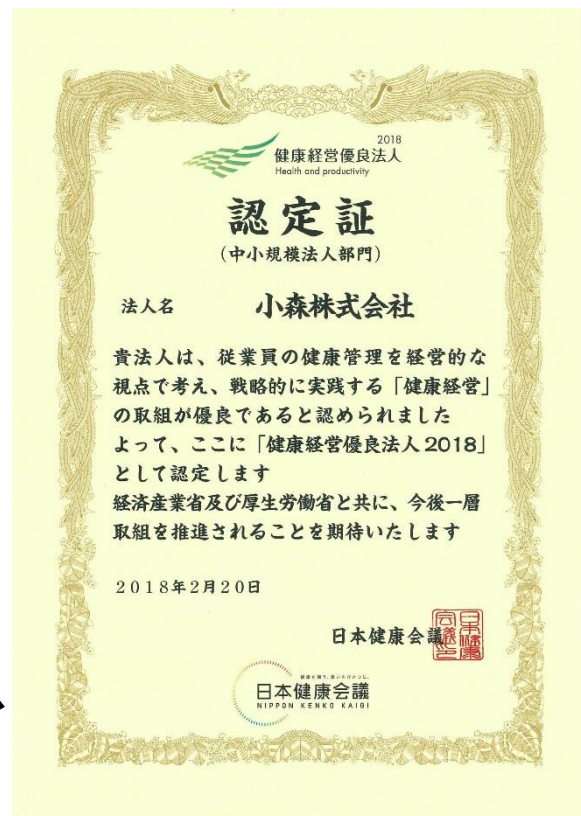 2018
健康経営優良法人
Health and productivity
認定証
(中小規模法人部門)
法人名 小森株式会社
貴法人は、従業員の健康管理を経営的な
視点で考え、戦略的に実践する「健康経営」
の取組が優良であると認められました
よって、ここに「健康経営優良法人2018」
として認定します
経済産業省及び厚生労働省と共に、今後一層
取組を推進されることを期待いたします
2018年2月20日
日本健康会議
日本健康会議
NIPPON KENKO KAIGI